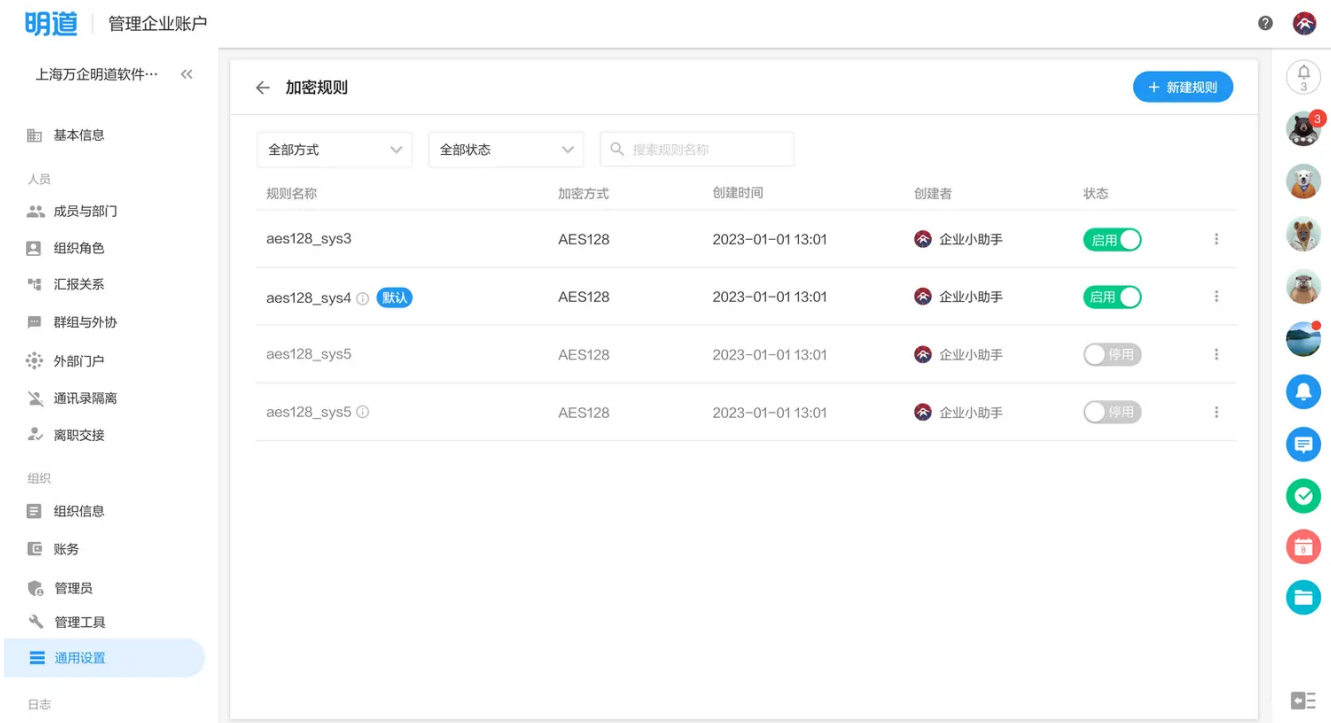 明道 管理企业账户
上海万企明道软件…
基本信息
人员
成员与部门
组织角色
汇报关系
群组与外协
外部门户
通讯录隔离
离职交接
组织
组织信息
账务
管理员
管理工具
通用设置
日志
加密规则
新建规则
全部方式 全部状态 搜索规则名称
规则名称 加密方式 创建时间 创建者 状态
aes128_sys3 AES128 2023-01-01 13:01 企业小助手 启用
aes128_sys4 默认 AES128 2023-01-01 13:01 企业小助手 启用
aes128_sys5 AES128 2023-01-01 13:01 企业小助手 停用
aes128_sys5 AES128 2023-01-01 13:01 企业小助手 停用
3
3
8